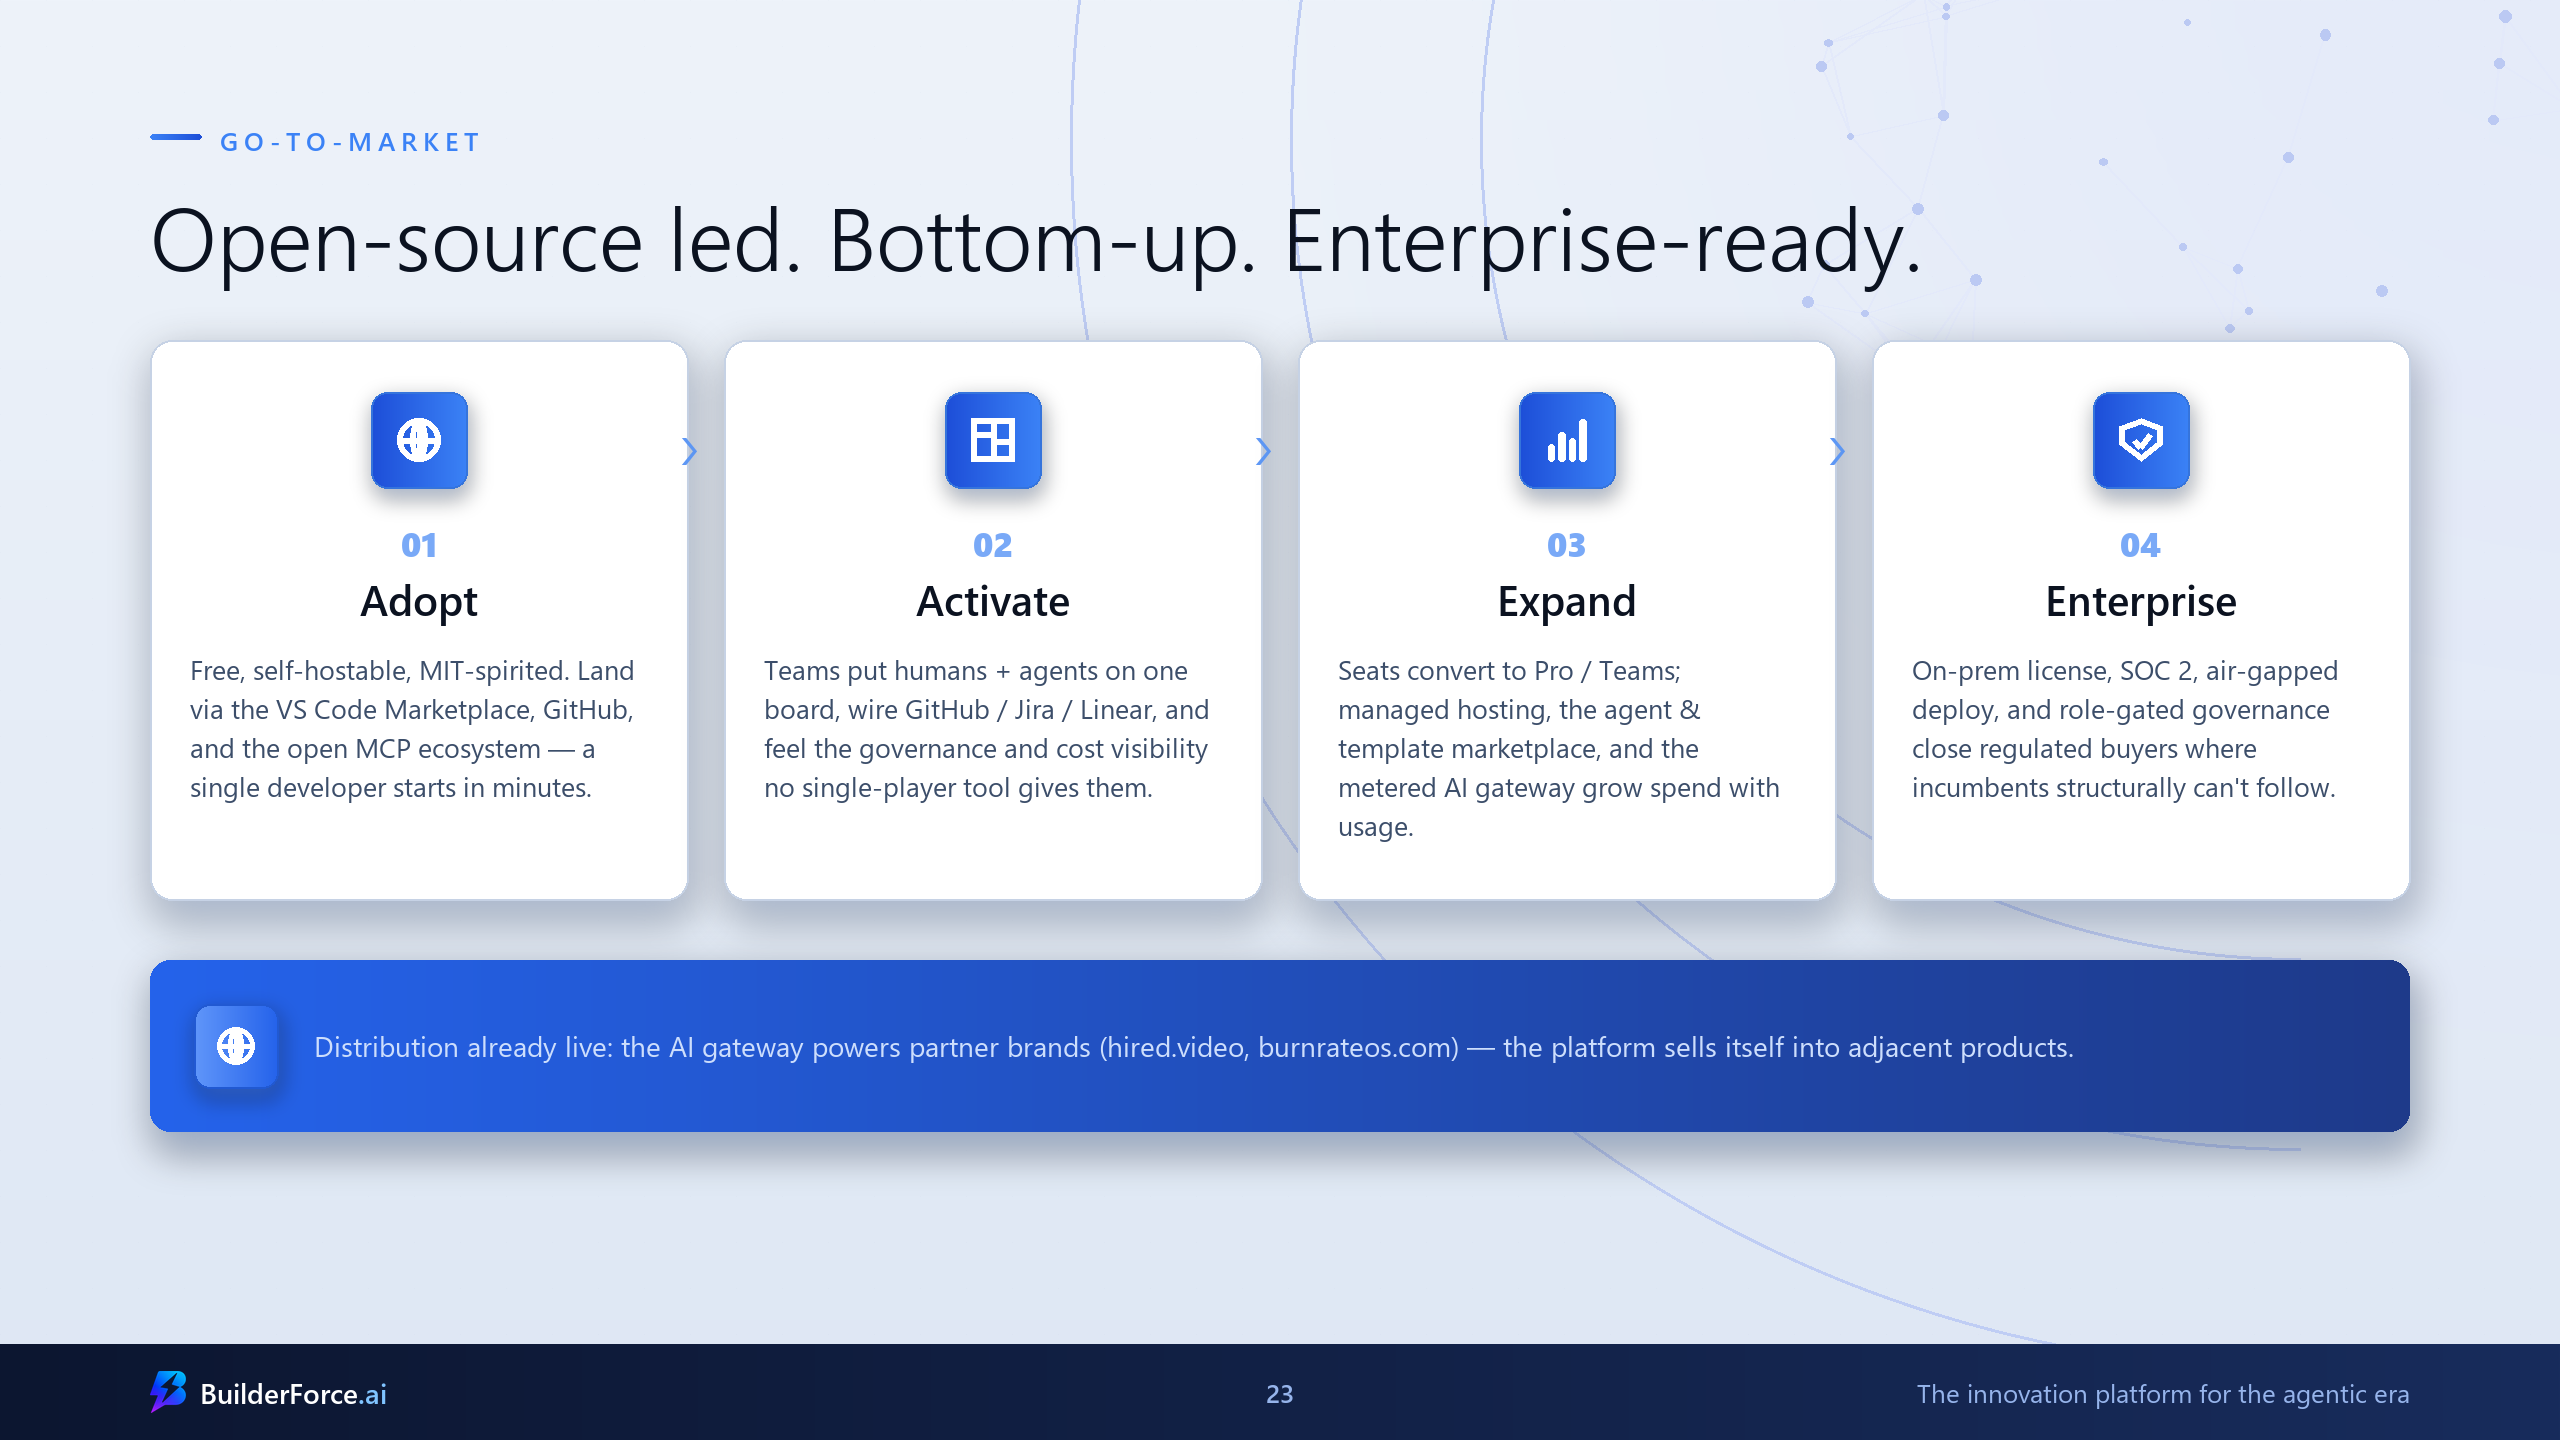 GO-TO-MARKET
Open-source led. Bottom-up. Enterprise-ready.
01
Adopt
Free, self-hostable, MIT-spirited. Land
via the VS Code Marketplace, GitHub,
and the open MCP ecosystem — a
single developer starts in minutes.
02
Activate
Teams put humans + agents on one
board, wire GitHub / Jira / Linear, and
feel the governance and cost visibility
no single-player tool gives them.
03
Expand
Seats convert to Pro / Teams;
managed hosting, the agent &
template marketplace, and the
metered AI gateway grow spend with
usage.
04
Enterprise
On-prem license, SOC 2, air-gapped
deploy, and role-gated governance
close regulated buyers where
incumbents structurally can't follow.
Distribution already live: the AI gateway powers partner brands (hired.video, burnrateos.com) — the platform sells itself into adjacent products.
BuilderForce.ai
23
The innovation platform for the agentic era